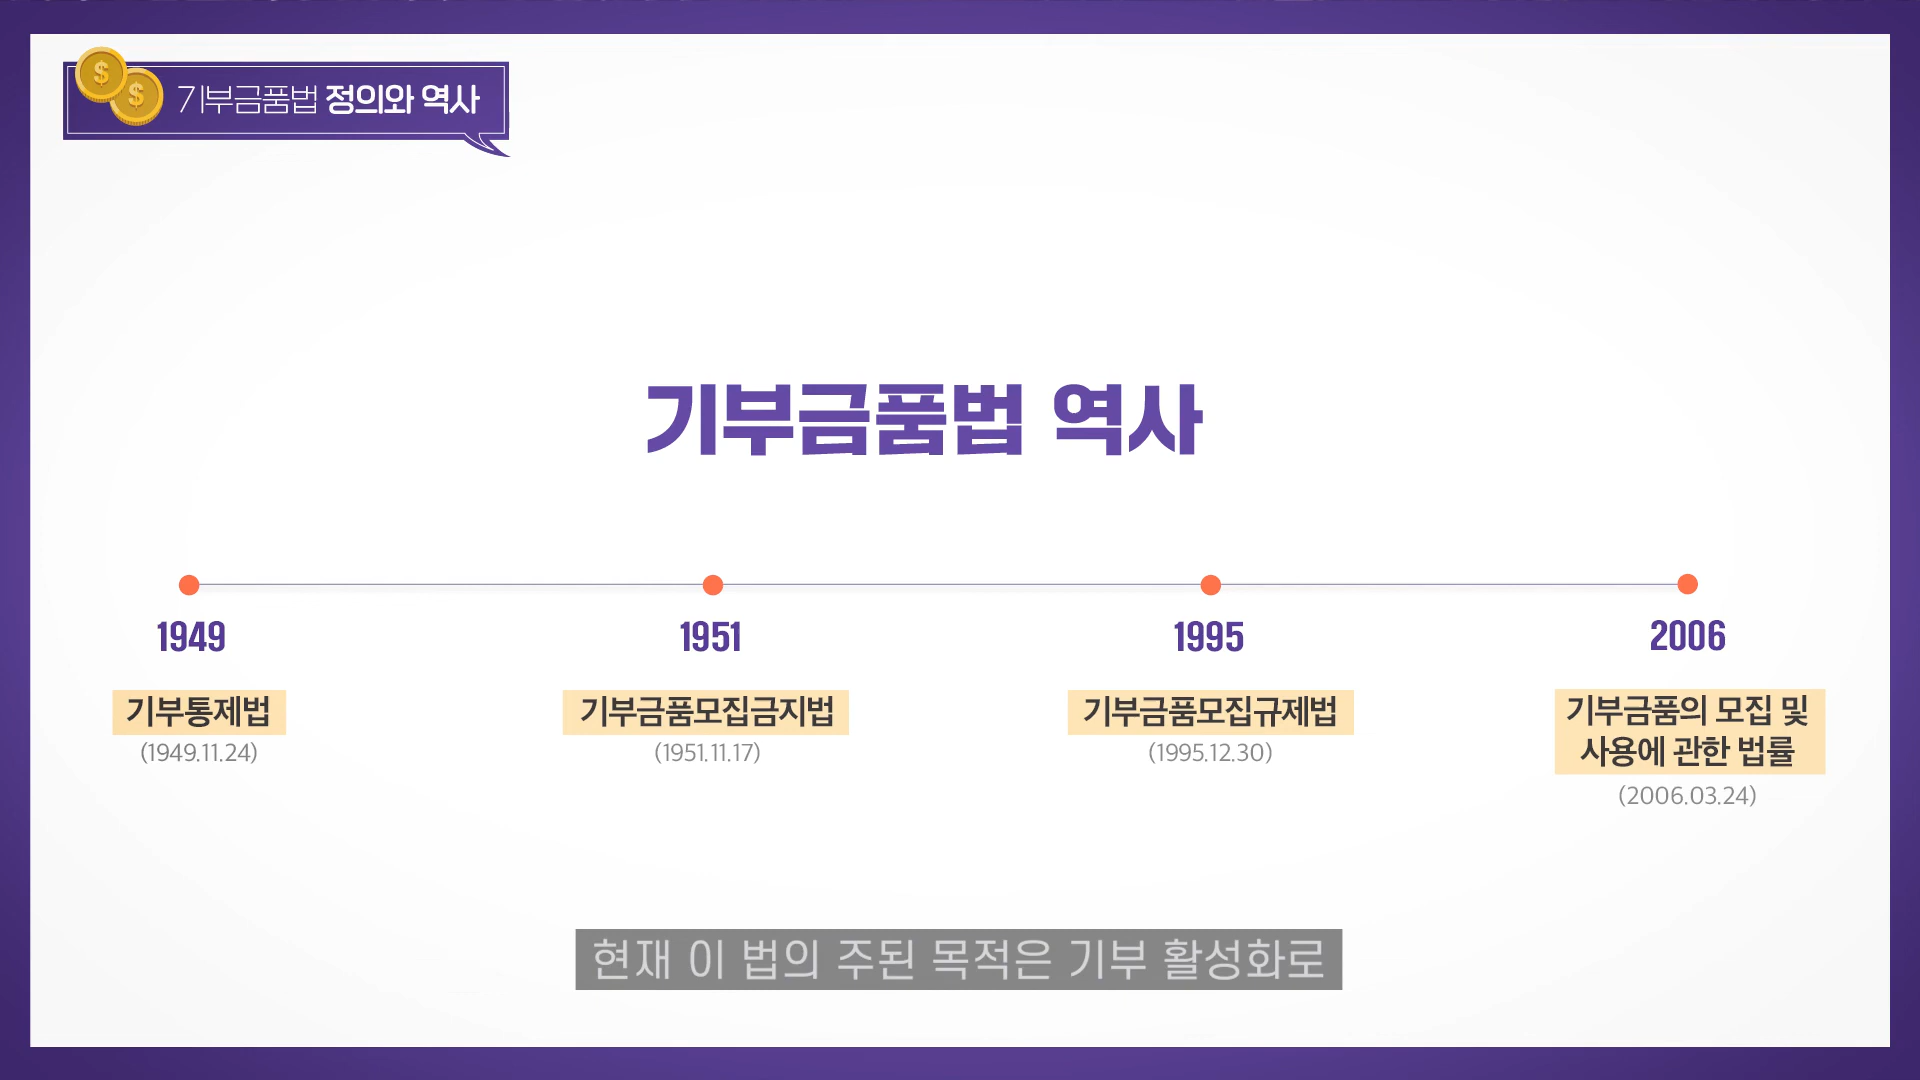 기부금품법 정의와 역사
기부금품법 역사
1949
기부통제법
(1949.11.24)
1951
기부금품모집금지법
(1951.11.17)
1995
기부금품모집규제법
(1995.12.30)
2006
기부금품의 모집 및
사용에 관한 법률
(2006.03.24)
현재 이 법의 주된 목적은 기부 활성화로